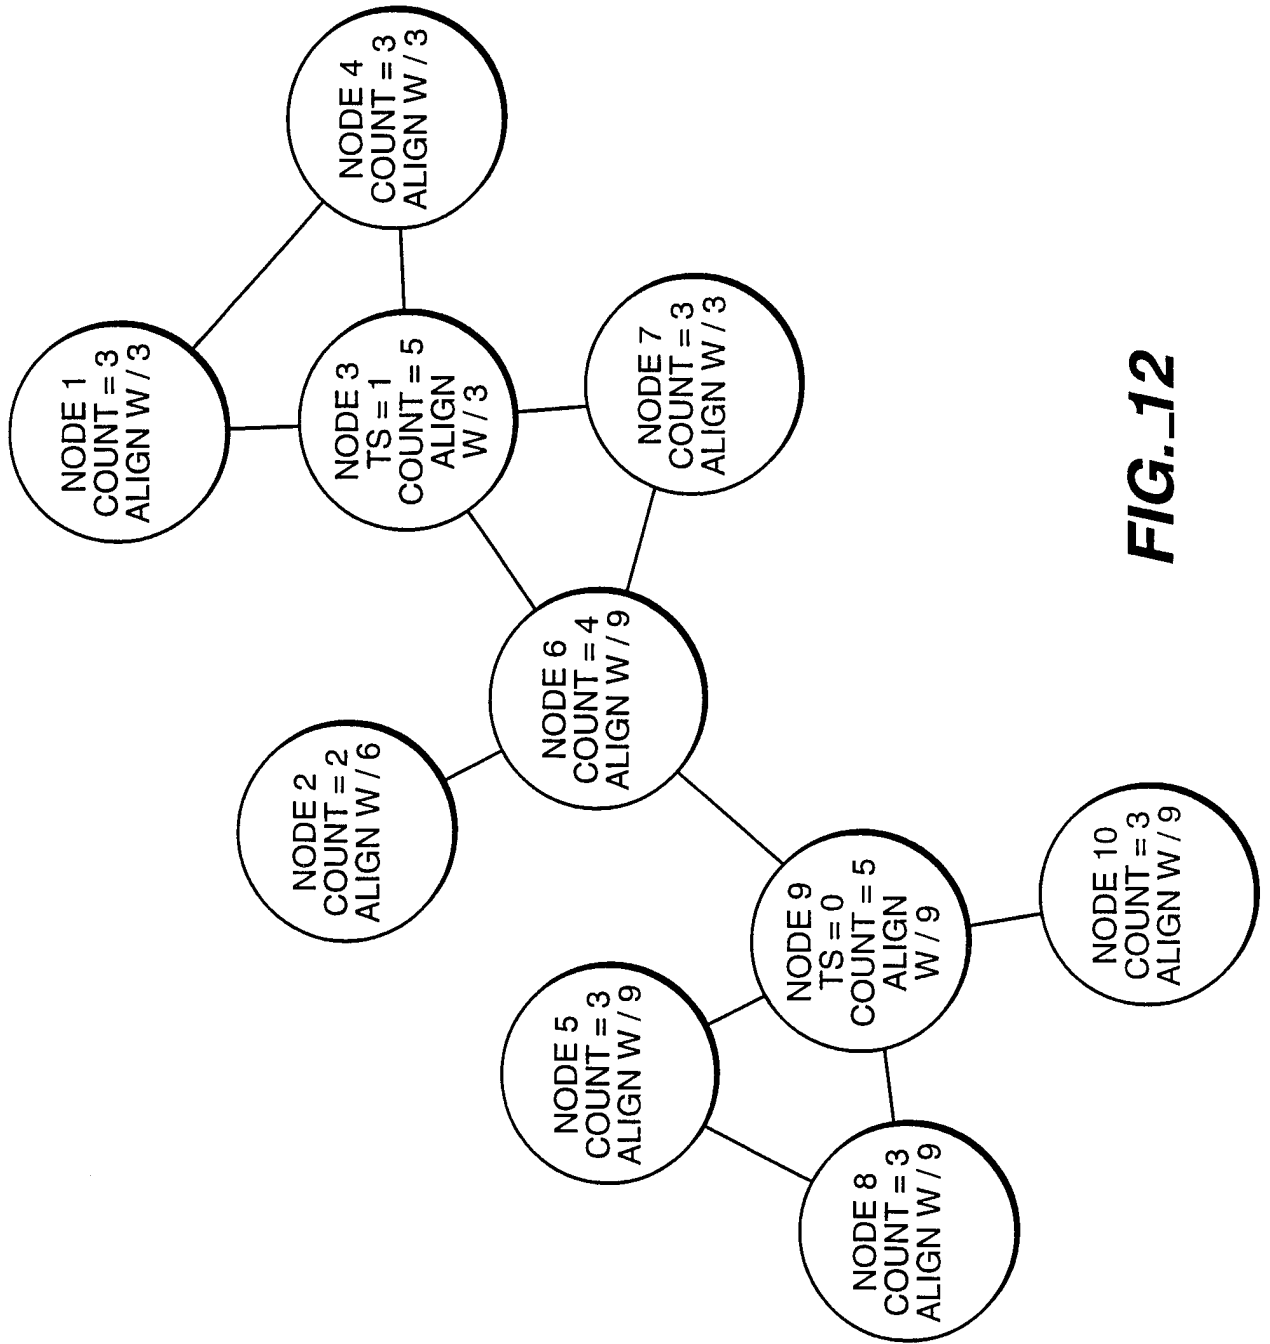 NODE 1
COUNT = 3
ALIGN W / 3
NODE 4
COUNT = 3
ALIGN W / 3
NODE 3
TS = 1
COUNT = 5
ALIGN
W / 3
NODE 7
COUNT = 3
ALIGN W / 3
NODE 2
COUNT = 2
ALIGN W / 6
NODE 6
COUNT = 4
ALIGN W / 9
NODE 5
COUNT = 3
ALIGN W / 9
NODE 9
TS = 0
COUNT = 5
ALIGN
W / 9
NODE 8
COUNT = 3
ALIGN W / 9
NODE 10
COUNT = 3
ALIGN W / 9
FIG._12